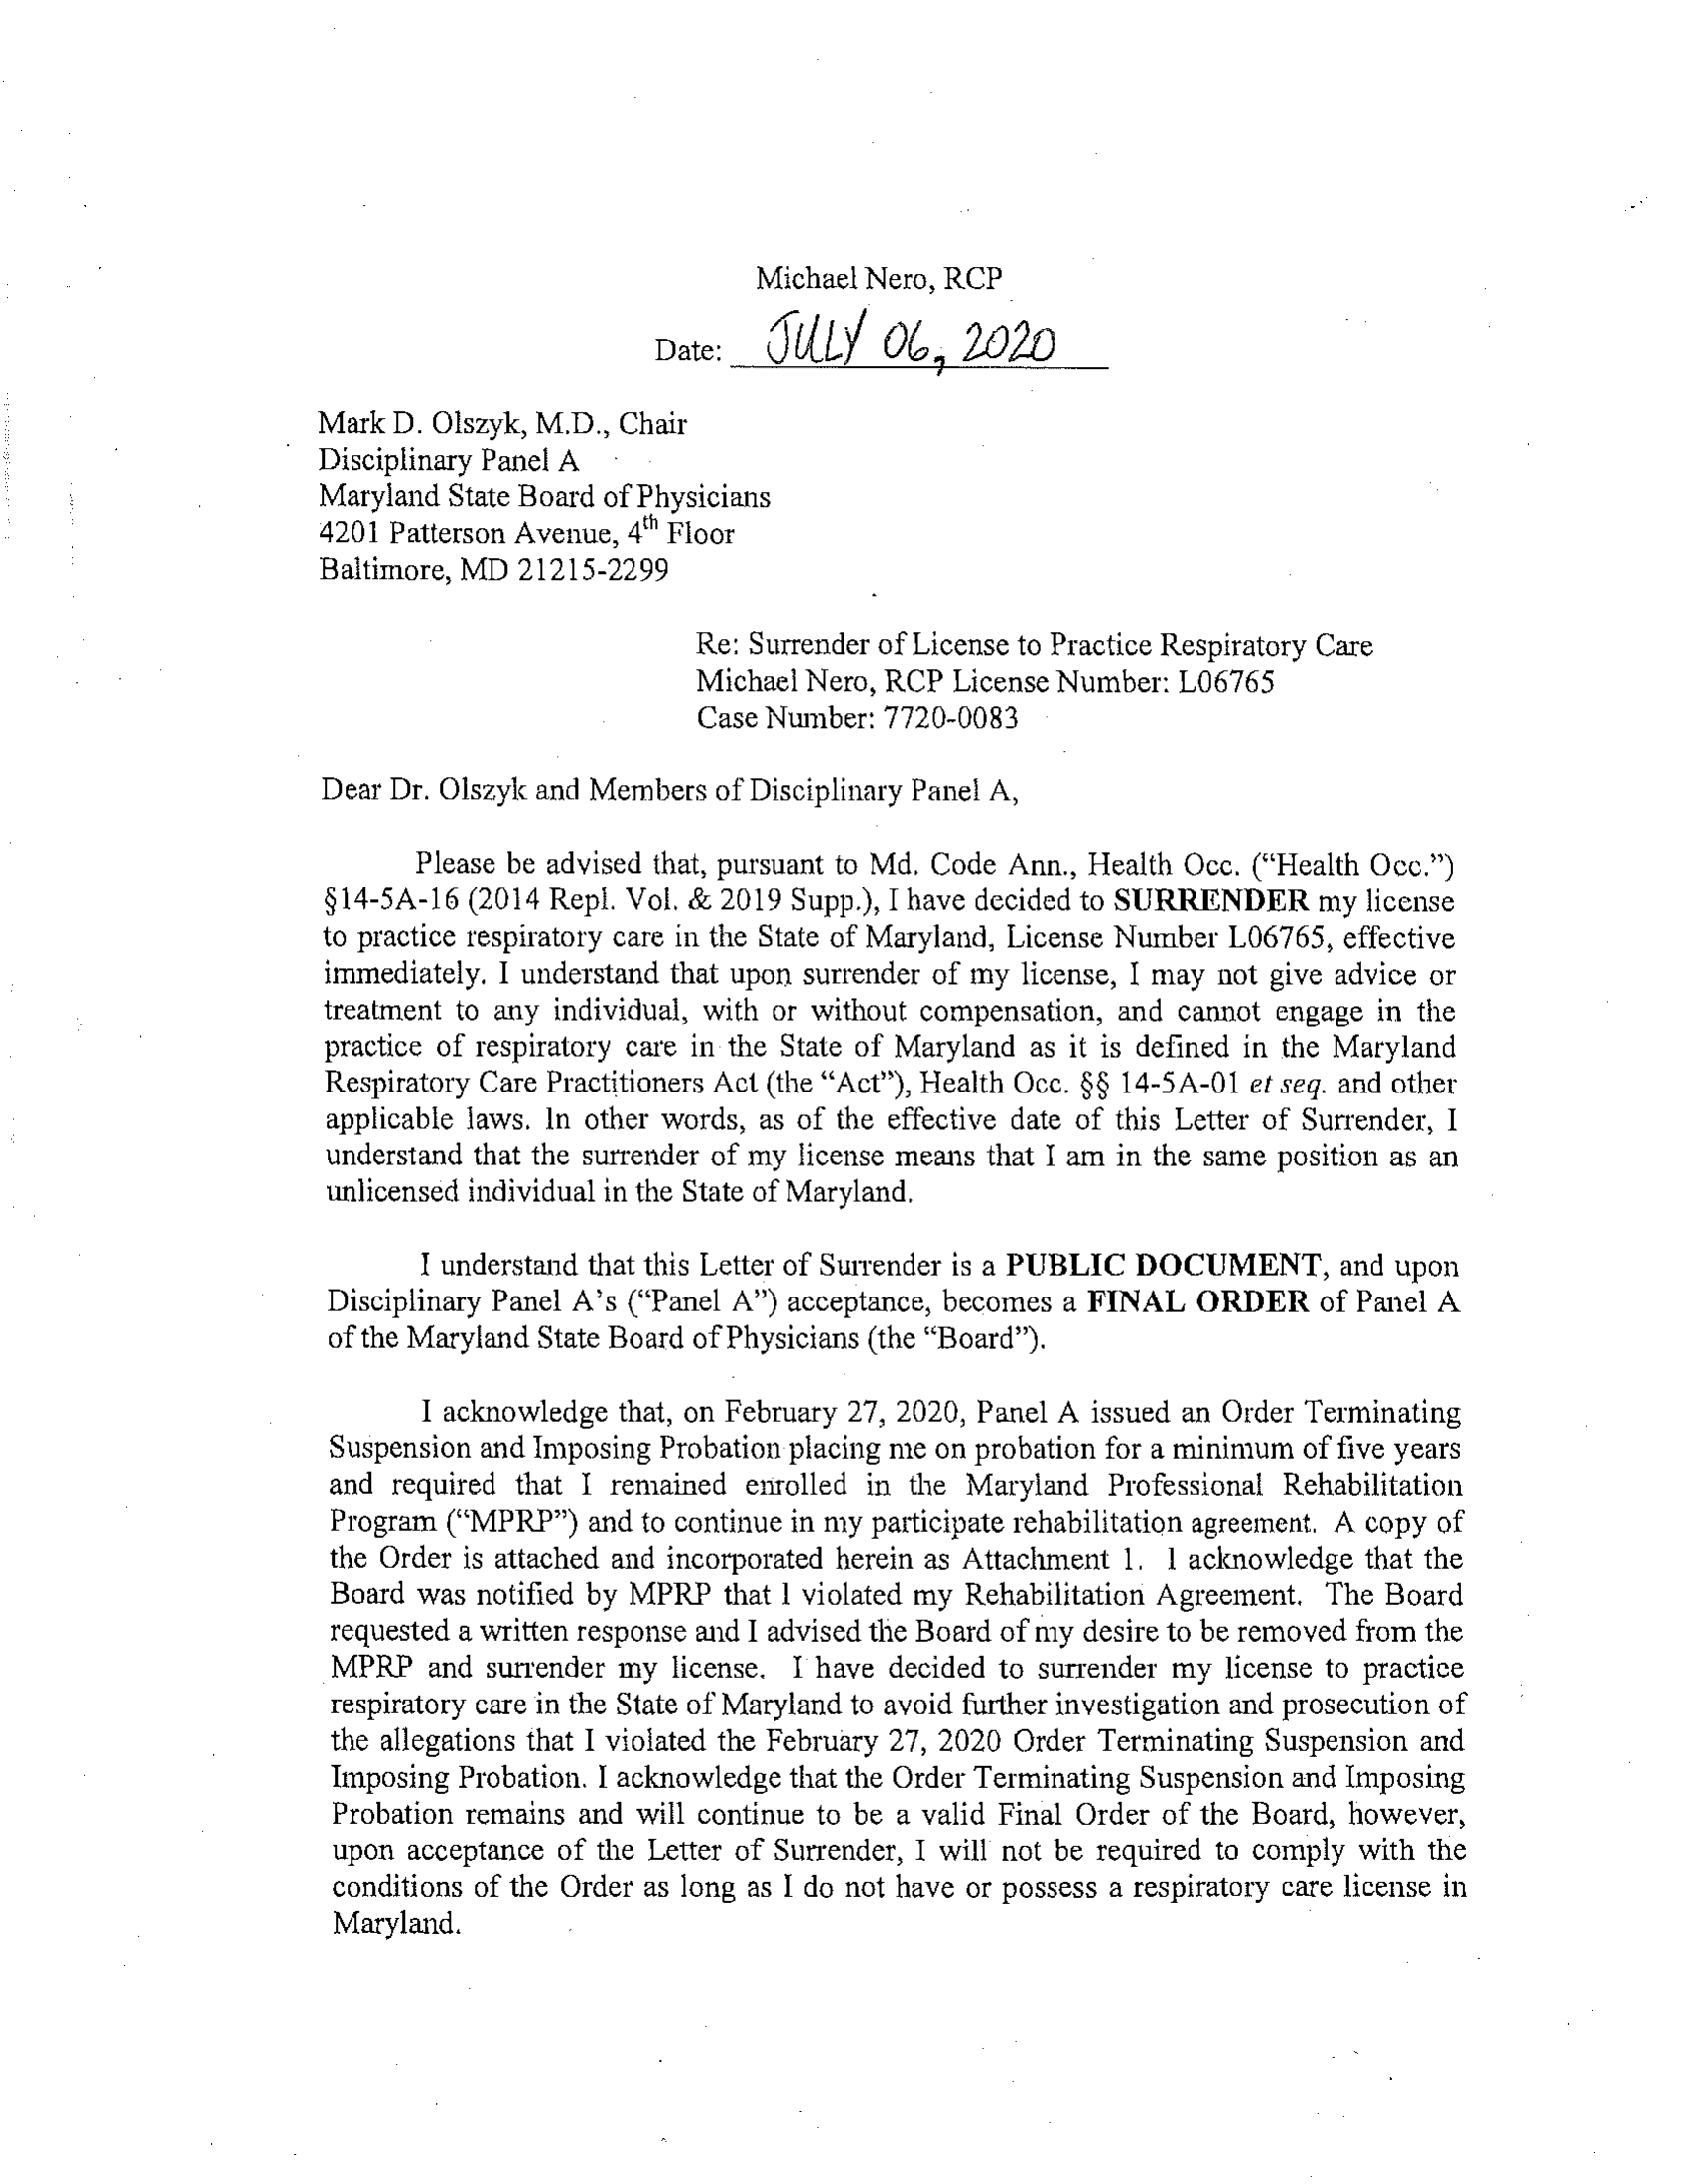 Michael Nero, RCP
Date: JULY 06, 2020
Mark D. Olszyk, M.D., Chair
Disciplinary Panel A
Maryland State Board of Physicians
4201 Patterson Avenue, 4th Floor
Baltimore, MD 21215-2299
Re: Surrender of License to Practice Respiratory Care
Michael Nero, RCP License Number: L06765
Case Number: 7720-0083
Dear Dr. Olszyk and Members of Disciplinary Panel A,
Please be advised that, pursuant to Md. Code Ann., Health Occ. (“Health Occ.”)
§14-5A-16 (2014 Repl. Vol. & 2019 Supp.), I have decided to SURRENDER my license
to practice respiratory care in the State of Maryland, License Number L06765, effective
immediately. I understand that upon surrender of my license, I may not give advice or
treatment to any individual, with or without compensation, and cannot engage in the
practice of respiratory care in the State of Maryland as it is defined in the Maryland
Respiratory Care Practitioners Act (the “Act”), Health Occ. §§ 14-5A-01 et seq. and other
applicable laws. In other words, as of the effective date of this Letter of Surrender, I
understand that the surrender of my license means that I am in the same position as an
unlicensed individual in the State of Maryland.
I understand that this Letter of Surrender is a PUBLIC DOCUMENT, and upon
Disciplinary Panel A’s (“Panel A”) acceptance, becomes a FINAL ORDER of Panel A
of the Maryland State Board of Physicians (the “Board”).
I acknowledge that, on February 27, 2020, Panel A issued an Order Terminating
Suspension and Imposing Probation placing me on probation for a minimum of five years
and required that I remained enrolled in the Maryland Professional Rehabilitation
Program (“MPRP”) and to continue in my participate rehabilitation agreement. A copy of
the Order is attached and incorporated herein as Attachment 1. I acknowledge that the
Board was notified by MPRP that I violated my Rehabilitation Agreement. The Board
requested a written response and I advised the Board of my desire to be removed from the
MPRP and surrender my license. I have decided to surrender my license to practice
respiratory care in the State of Maryland to avoid further investigation and prosecution of
the allegations that I violated the February 27, 2020 Order Terminating Suspension and
Imposing Probation. I acknowledge that the Order Terminating Suspension and Imposing
Probation remains and will continue to be a valid Final Order of the Board, however,
upon acceptance of the Letter of Surrender, I will not be required to comply with the
conditions of the Order as long as I do not have or possess a respiratory care license in
Maryland.